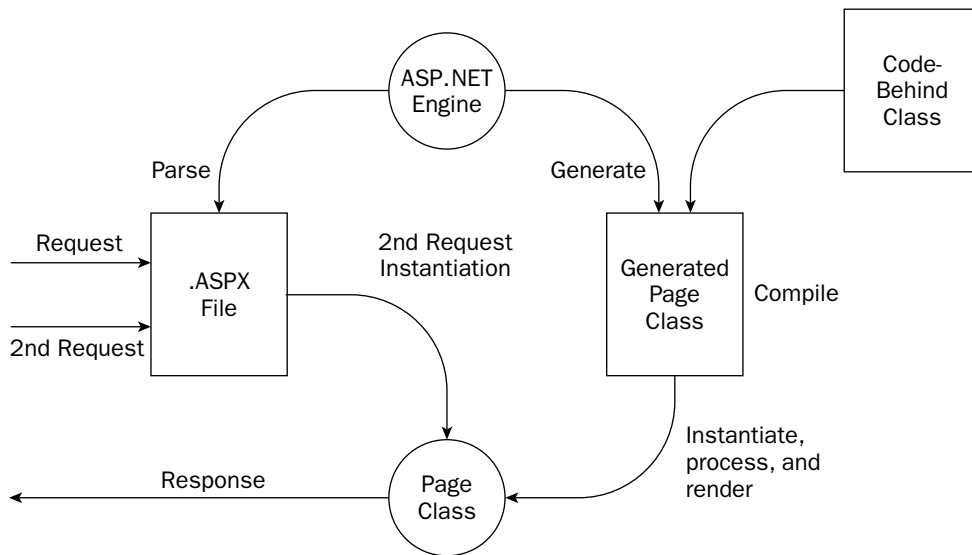 ASP.NET
Engine
Code-
Behind
Class
Parse
Generate
Request
2nd Request
.ASPX
File
2nd Request
Instantiation
Generated
Page
Class
Compile
Instantiate,
process, and
render
Response
Page
Class